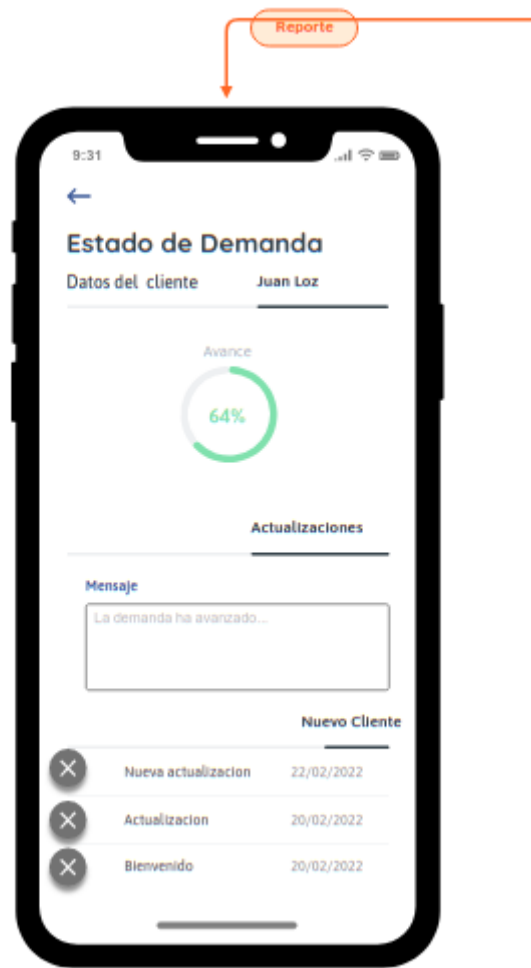 Reporte
9:31
Estado de Demanda
Datos del cliente Juan Loz
Avance
64%
Actualizaciones
Mensaje
La demanda ha avanzado...
Nuevo Cliente
Nueva actualizacion 22/02/2022
Actualizacion 20/02/2022
Bienvenido 20/02/2022